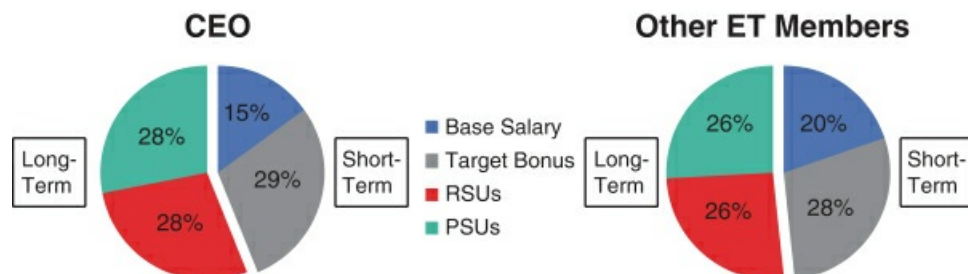 CEO
Other ET Members
28%
15%
29%
28%
Long-
Term
Short-
Term
Base Salary
Target Bonus
RSUs
PSUs
26%
20%
28%
26%
Long-
Term
Short-
Term